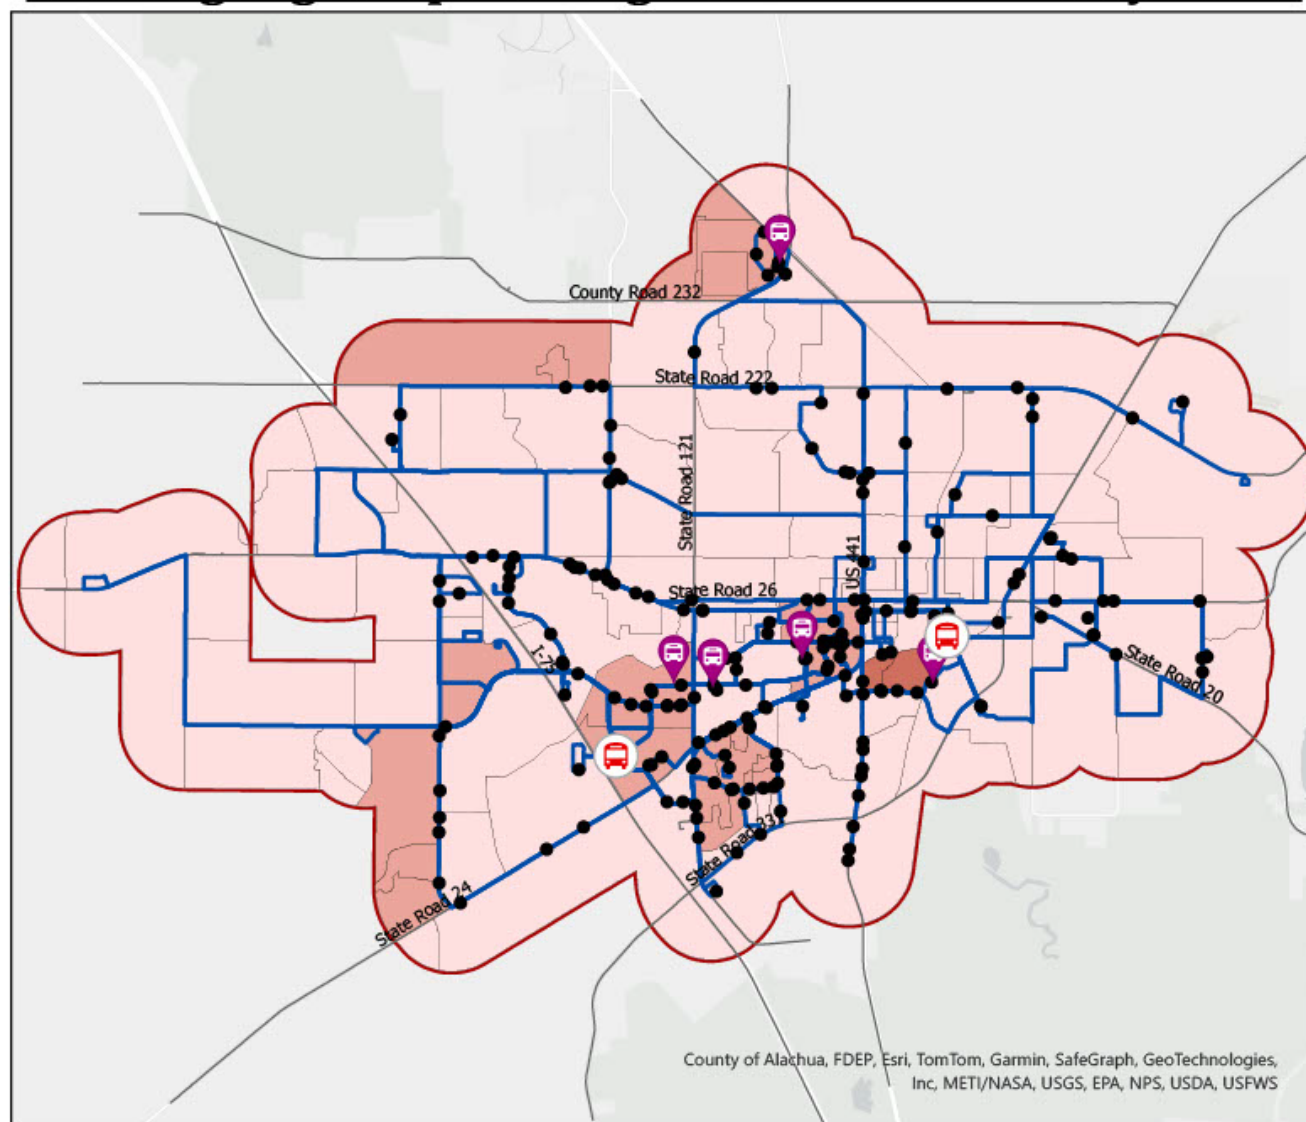 County Road 232
State Road 222
State Road 121
US 441
State Road 26
I-75
State Road 20
State Road 331
State Road 24
County of Alachua, FDEP, Esri, TomTom, Garmin, SafeGraph, GeoTechnologies,
Inc, METI/NASA, USGS, EPA, NPS, USDA, USFWS